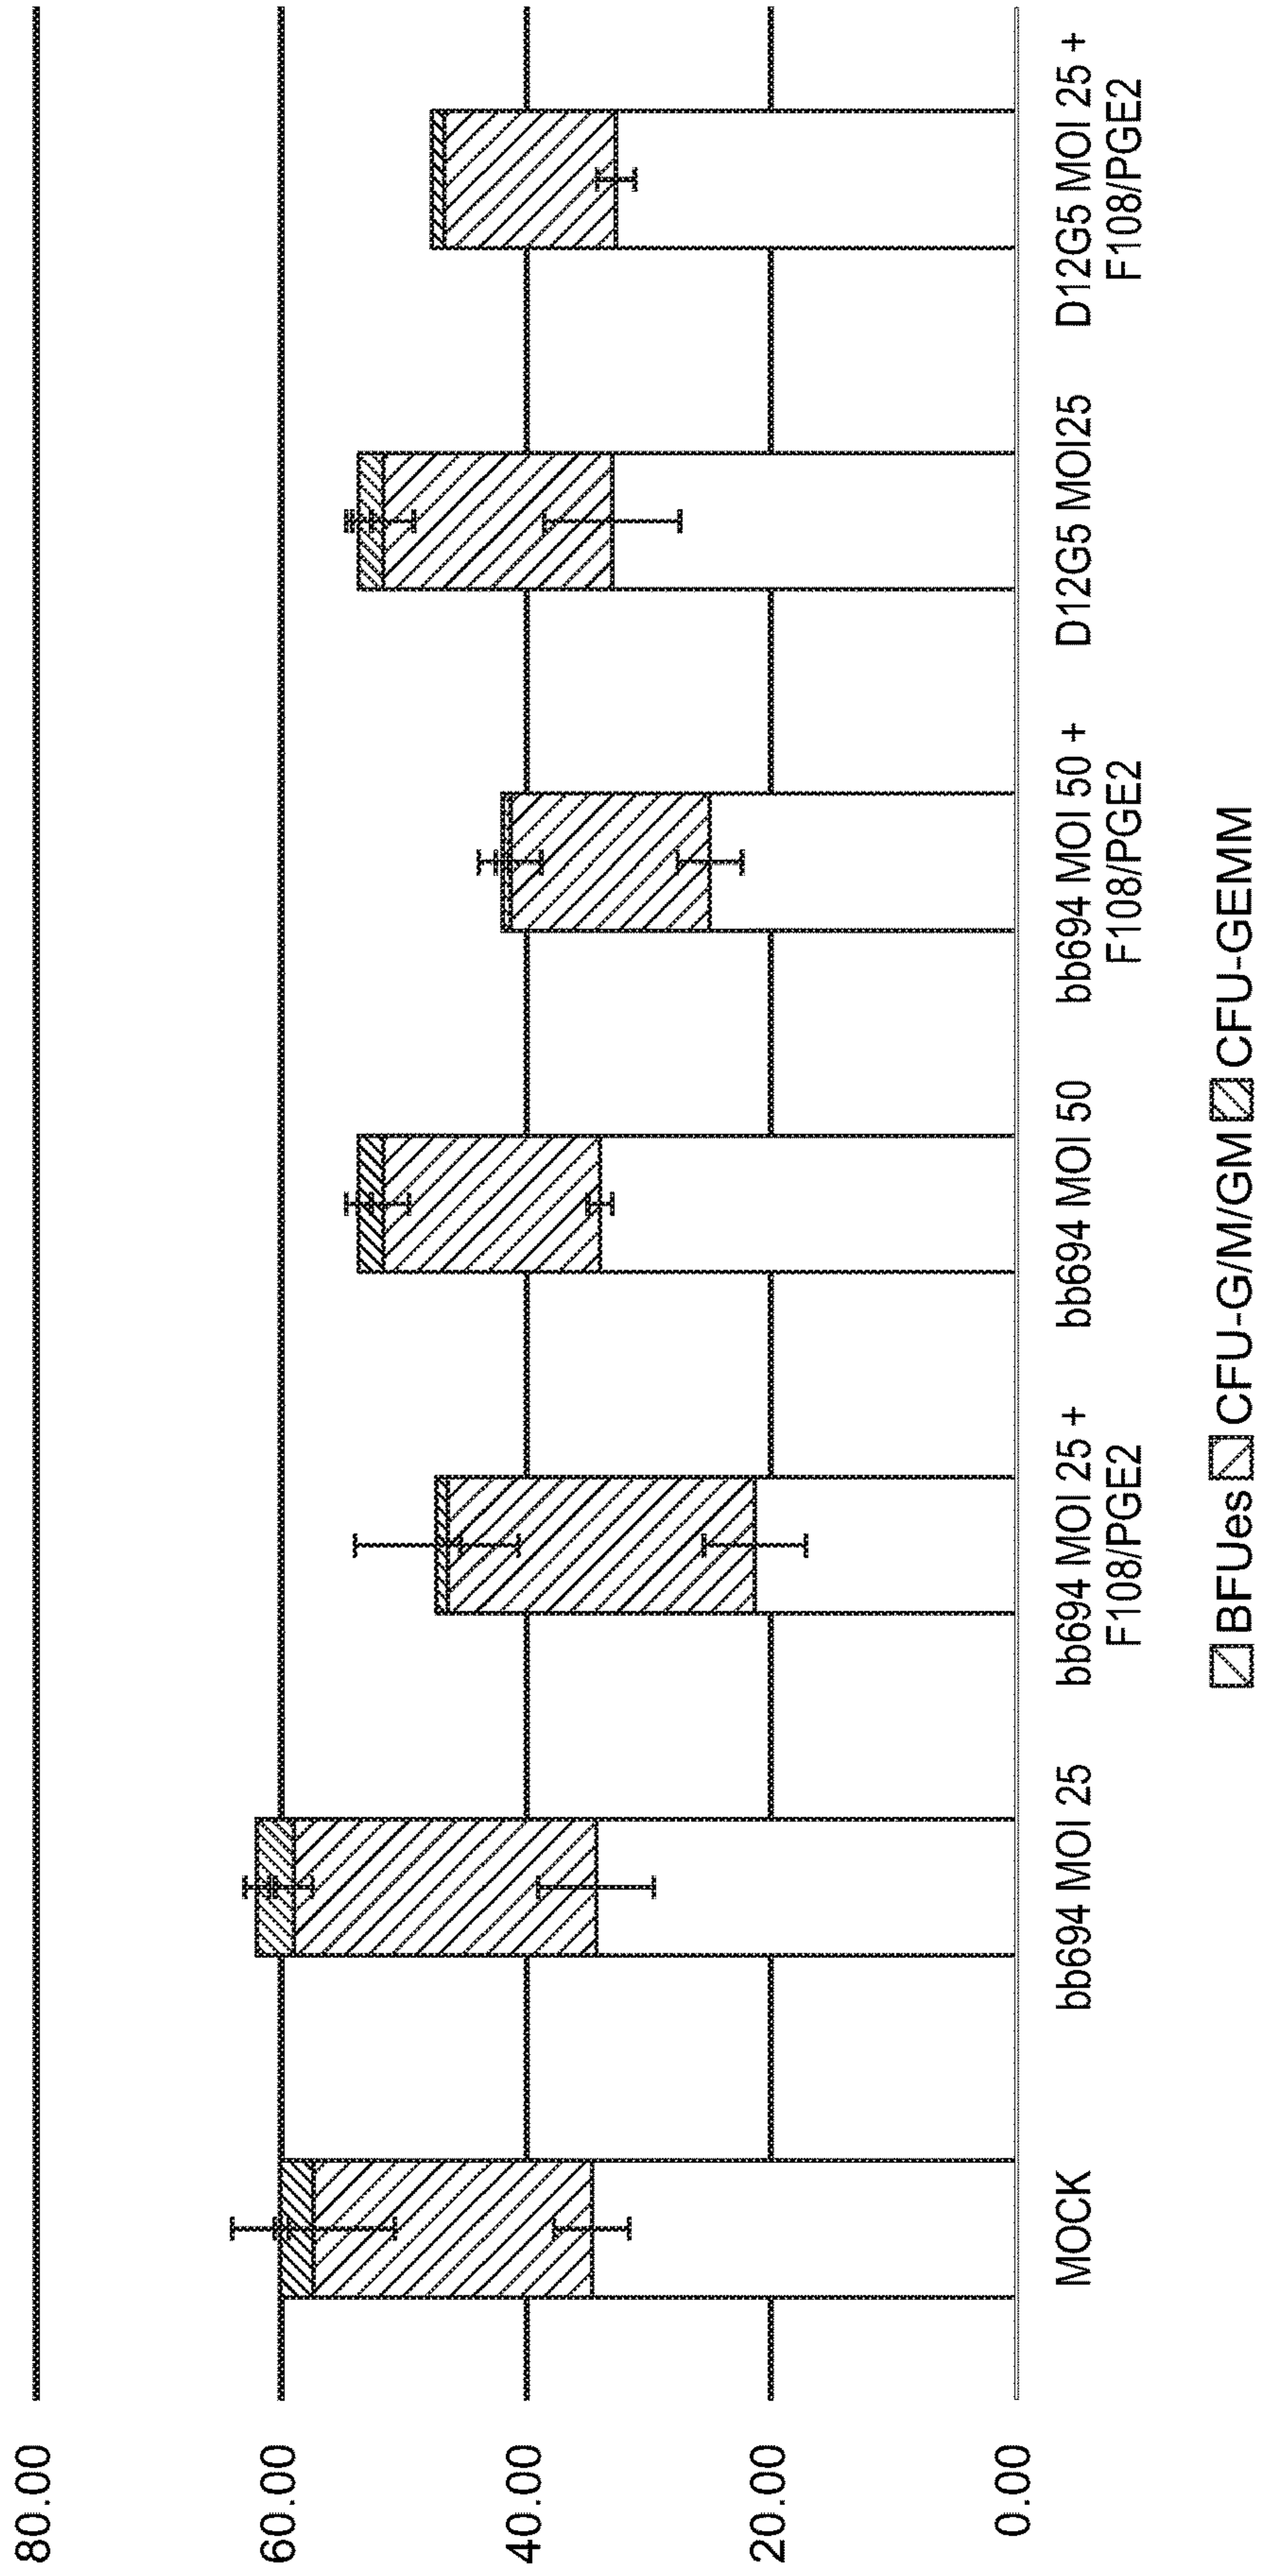 80.00
60.00
40.00
20.00
0.00
MOCK
bb694 MOI 25
bb694 MOI 25 +
F108/PGE2
bb694 MOI 50
bb694 MOI 50 +
F108/PGE2
D12G5 MOI25
D12G5 MOI 25 +
F108/PGE2
BFUes CFU-G/M/GM CFU-GEMM